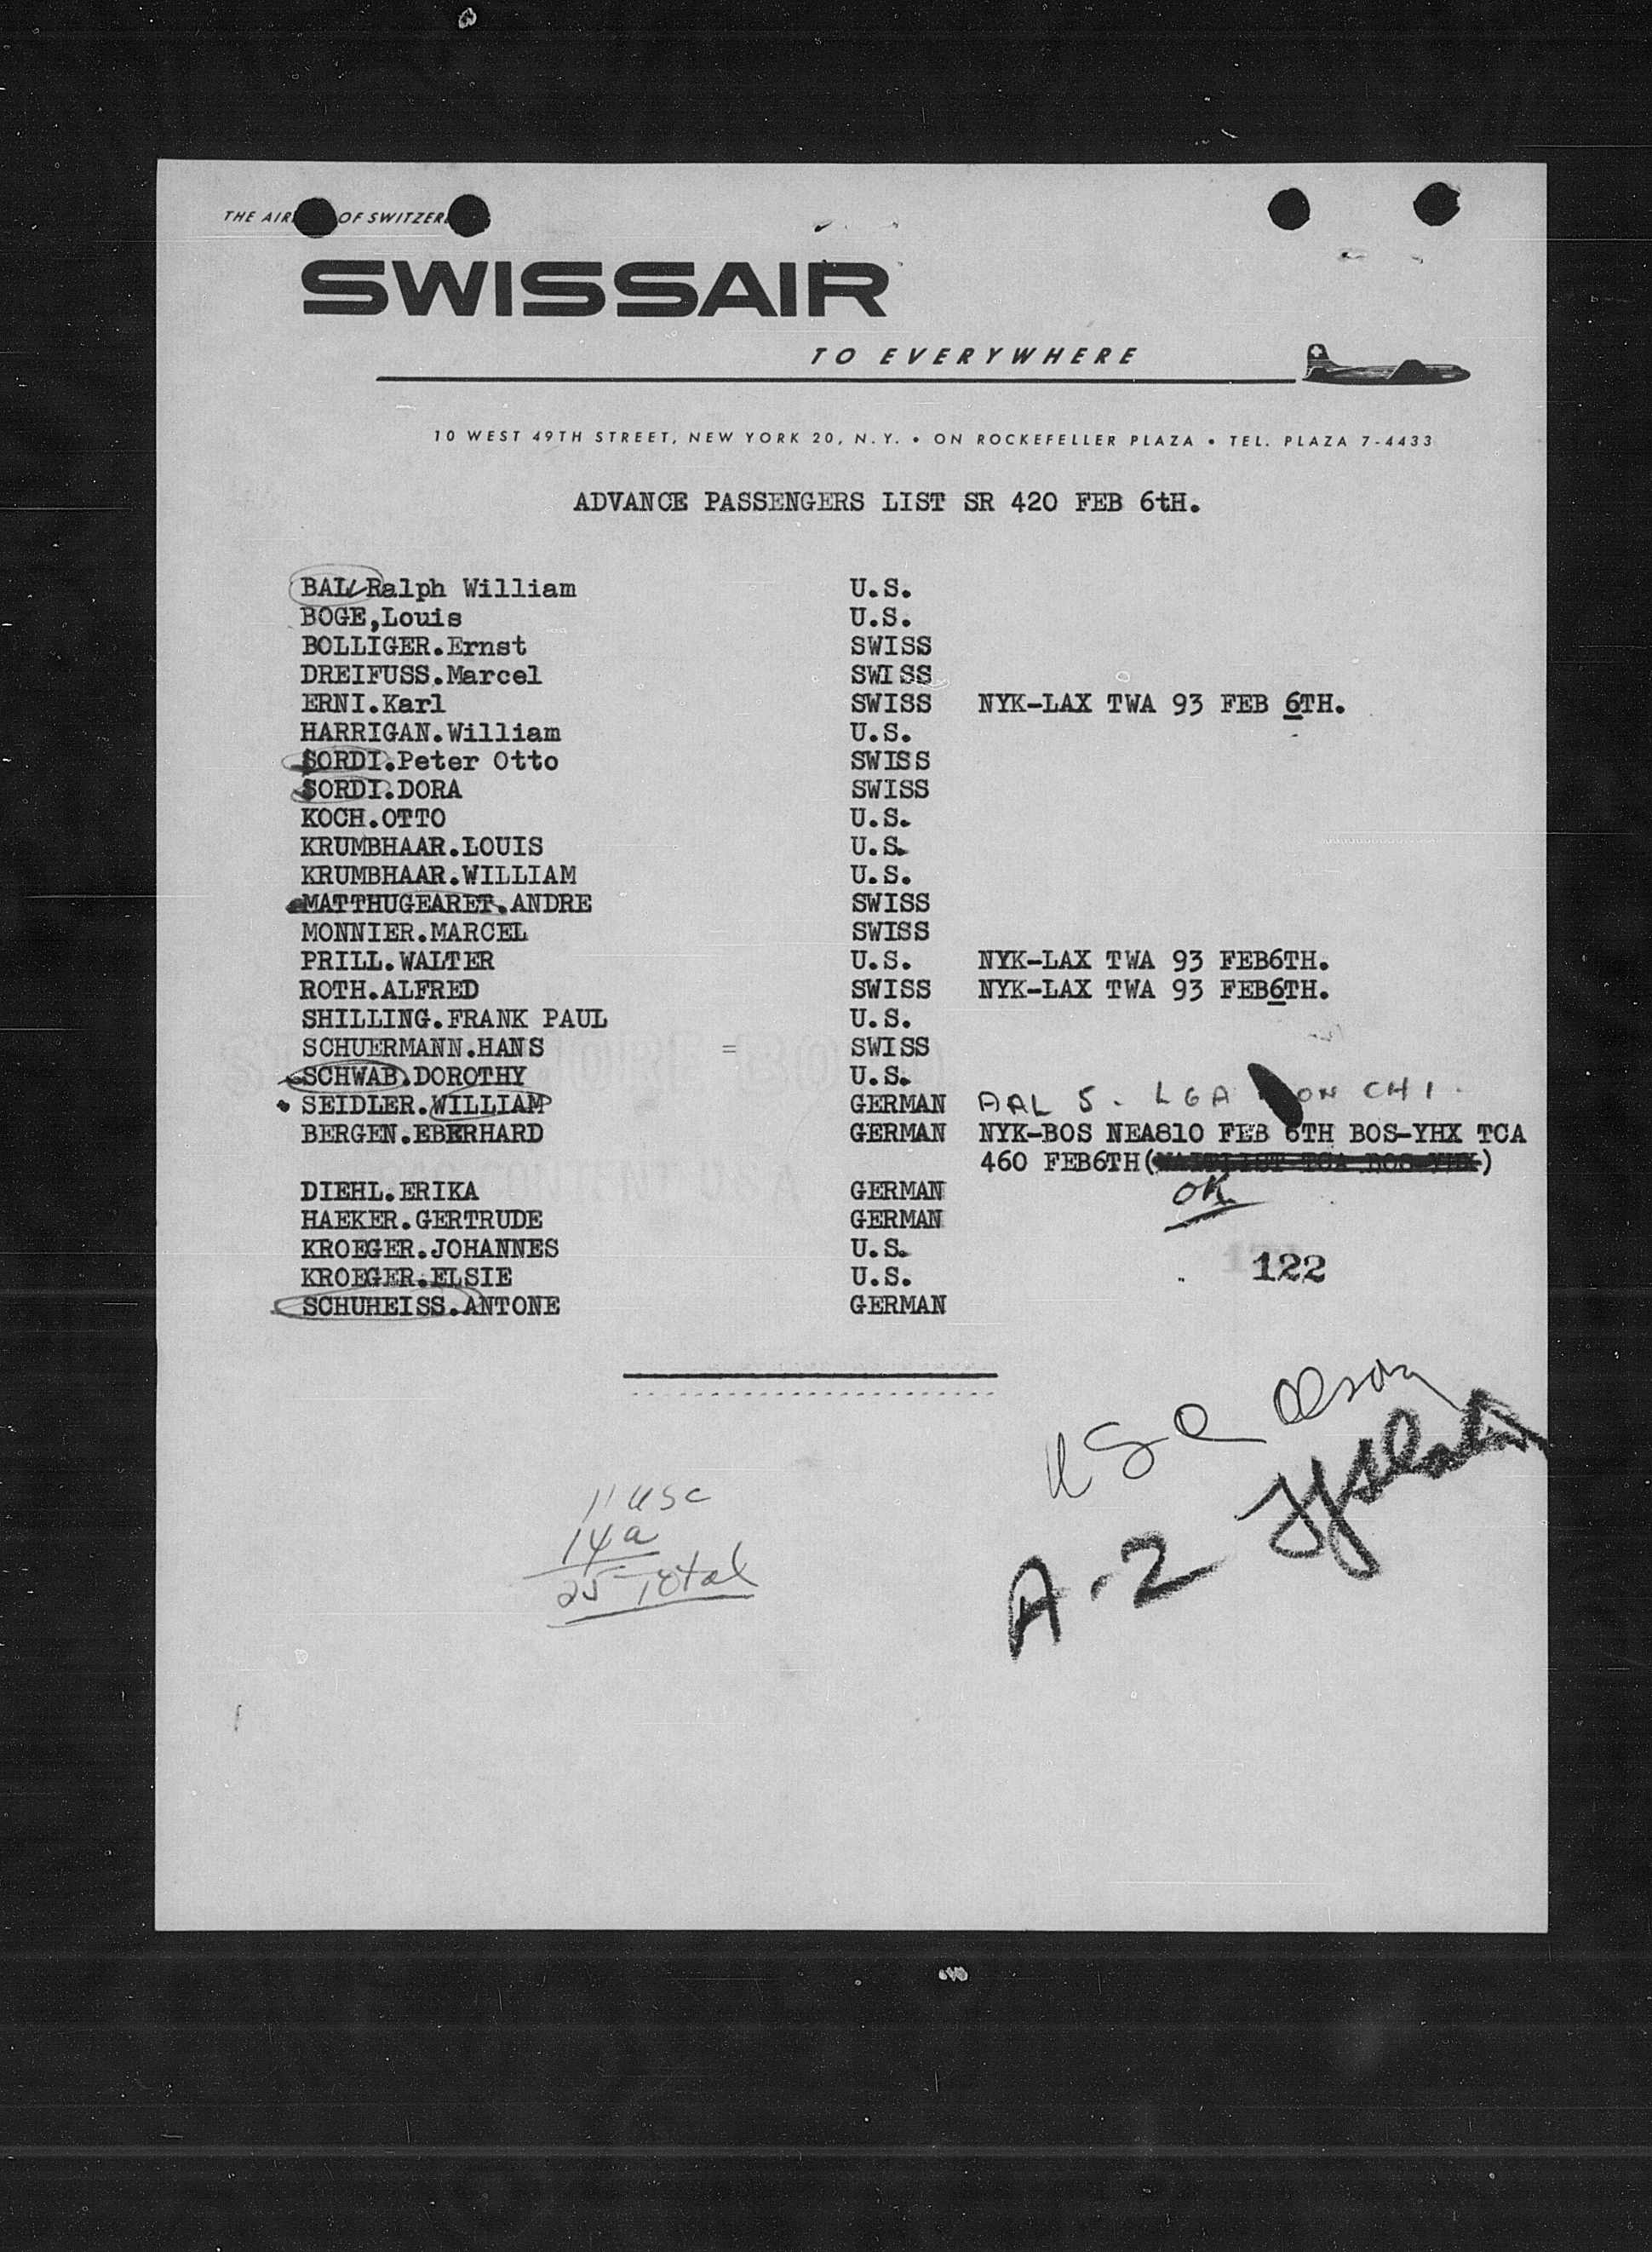 THE AIR OF SWITZER
SWISSAIR
TO EVERYWHERE
10 WEST 49TH STREET, NEW YORK 20, N.Y. • ON ROCKEFELLER PLAZA • TEL. PLAZA 7-4433
ADVANCE PASSENGERS LIST SR 420 FEB 6tH.
BALL Ralph William U.S.
BOGE,Louis U.S.
BOLLIGER.Ernst SWISS
DREIFUSS.Marcel SWISS
ERNI.Karl SWISS NYK-LAX TWA 93 FEB 6TH.
HARRIGAN.William U.S.
SORDI.Peter Otto SWISS
SORDI.DORA SWISS
KOCH.OTTO U.S.
KRUMBHAAR.LOUIS U.S.
KRUMBHAAR.WILLIAM U.S.
MATTHUGEARET.ANDRE SWISS
MONNIER.MARCEL SWISS
PRILL.WALTER U.S. NYK-LAX TWA 93 FEB6TH.
ROTH.ALFRED SWISS NYK-LAX TWA 93 FEB6TH.
SHILLING.FRANK PAUL U.S.
SCHUERMANN.HANS = SWISS
SCHWAB.DOROTHY U.S.
SEIDLER.WILLIAM GERMAN AAL 5 - LGA ON CHI.
BERGEN.EBERHARD GERMAN NYK-BOS NEA810 FEB 6TH BOS-YHX TCA
460 FEB6TH( )
OK
DIEHL.ERIKA GERMAN
HAEKER.GERTRUDE GERMAN
KROEGER.JOHANNES U.S.
KROEGER.ELSIE U.S.
122
SCHUHEISS.ANTONE GERMAN
11 USC
14 a
25 Total
A-2